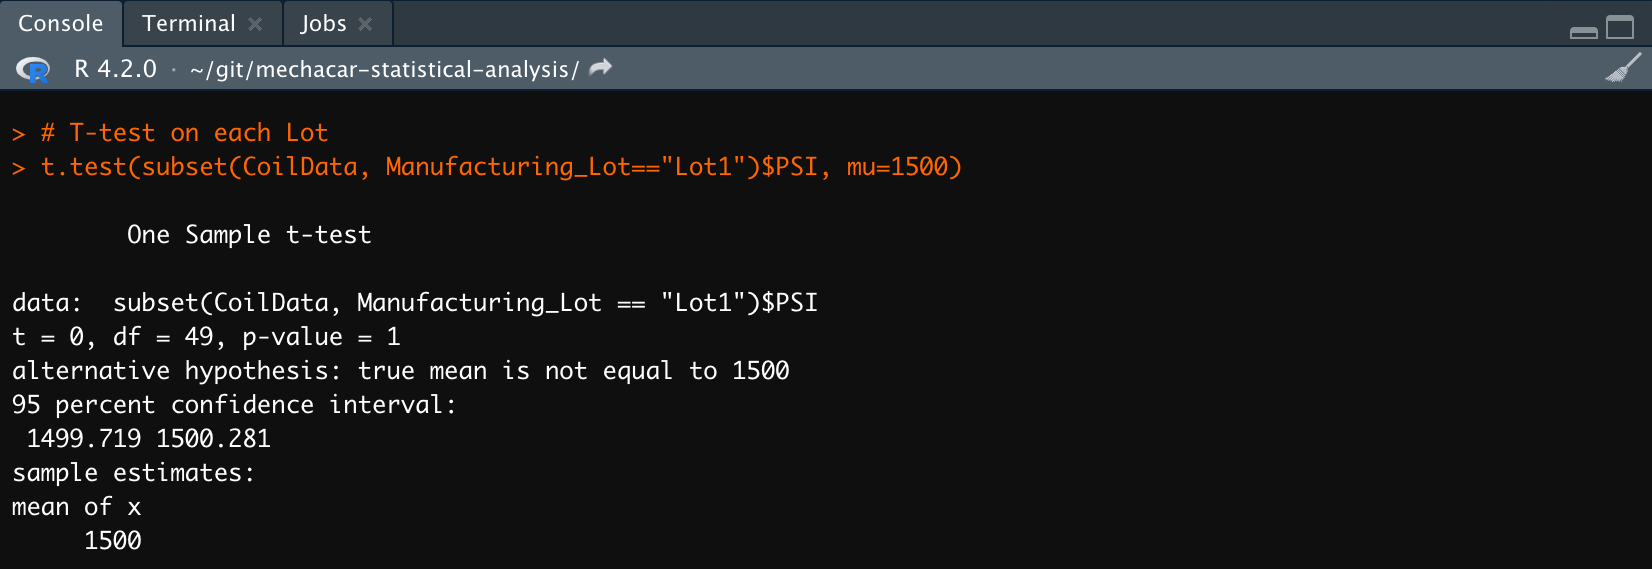 Console Terminal Jobs
R 4.2.0 · ~/git/mechacar-statistical-analysis/
> # T-test on each Lot
> t.test(subset(CoilData, Manufacturing_Lot=="Lot1")$PSI, mu=1500)
One Sample t-test
data:  subset(CoilData, Manufacturing_Lot == "Lot1")$PSI
t = 0, df = 49, p-value = 1
alternative hypothesis: true mean is not equal to 1500
95 percent confidence interval:
1499.719 1500.281
sample estimates:
mean of x
1500